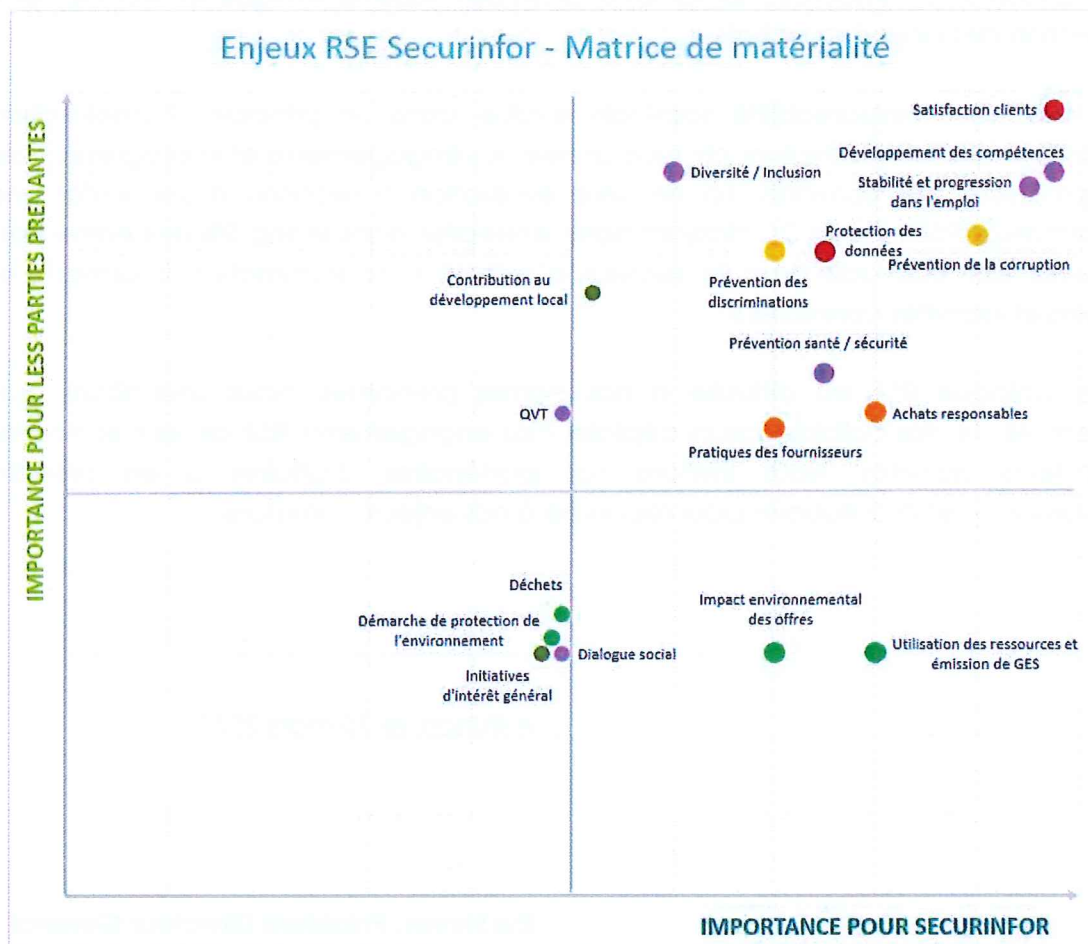 Enjeux RSE Securinfor - Matrice de matérialité
IMPORTANCE POUR LESS PARTIES PRENANTES
Satisfaction clients
Développement des compétences
Diversité / Inclusion
Stabilité et progression
dans l'emploi
Protection des
données
Prévention de la corruption
Prévention des
discriminations
Contribution au
développement local
Prévention santé / sécurité
QVT
Achats responsables
Pratiques des fournisseurs
Déchets
Impact environnemental
des offres
Démarche de protection de
l'environnement
Utilisation des ressources et
émission de GES
Dialogue social
Initiatives
d'intérêt général
IMPORTANCE POUR SECURINFOR